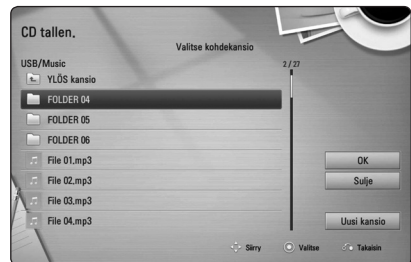 CD tallen.
Valitse kohdekansio
USB/Music
2 / 27
YLÖS kansio
FOLDER 04
FOLDER 05
FOLDER 06
File 01.mp3
File 02.mp3
File 03.mp3
File 04.mp3
OK
Sulje
Uusi kansio
Siirry
Valitse
Takaisin